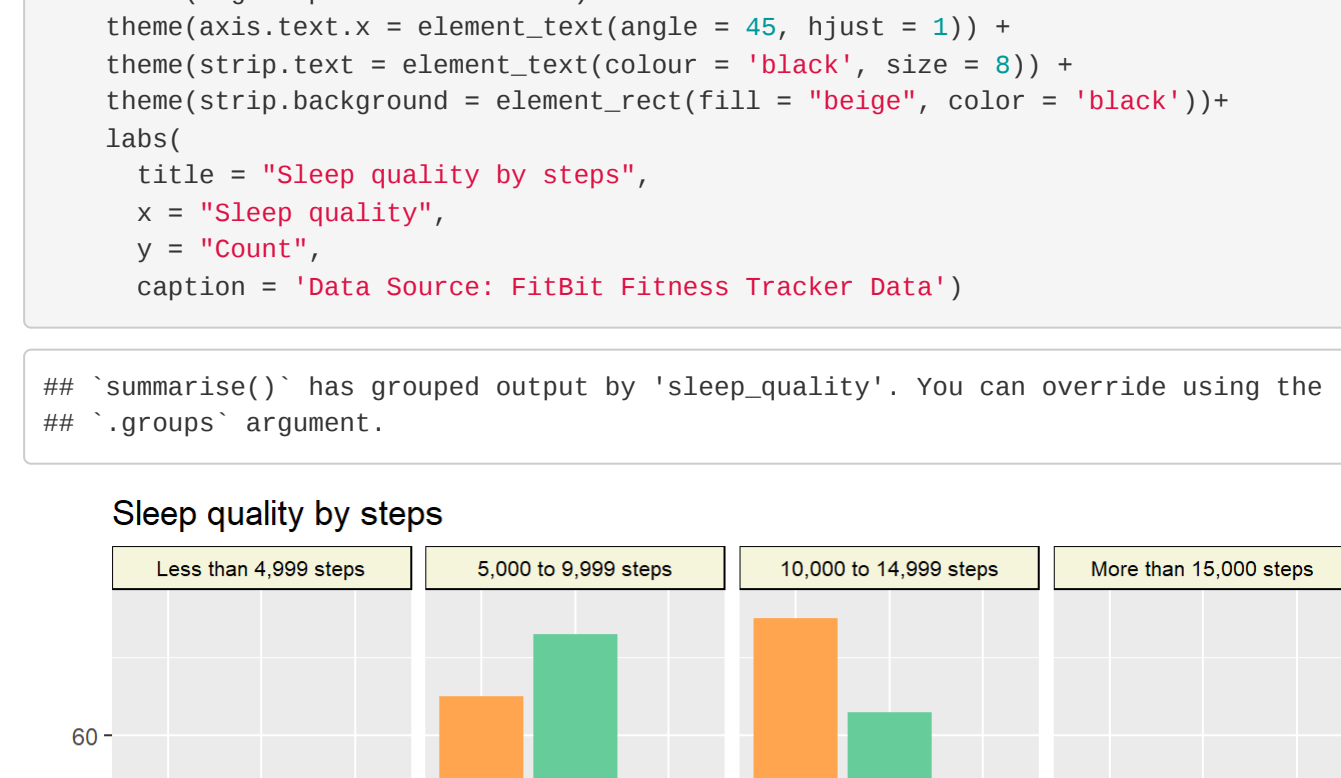 theme(axis.text.x = element_text(angle = 45, hjust = 1)) +
theme(strip.text = element_text(colour = 'black', size = 8)) +
theme(strip.background = element_rect(fill = "beige", color = 'black'))+
labs(
title = "Sleep quality by steps",
x = "Sleep quality",
y = "Count",
caption = 'Data Source: FitBit Fitness Tracker Data')
## `summarise()` has grouped output by 'sleep_quality'. You can override using the
## `.groups` argument.
Sleep quality by steps
Less than 4,999 steps
5,000 to 9,999 steps
10,000 to 14,999 steps
More than 15,000 steps
60